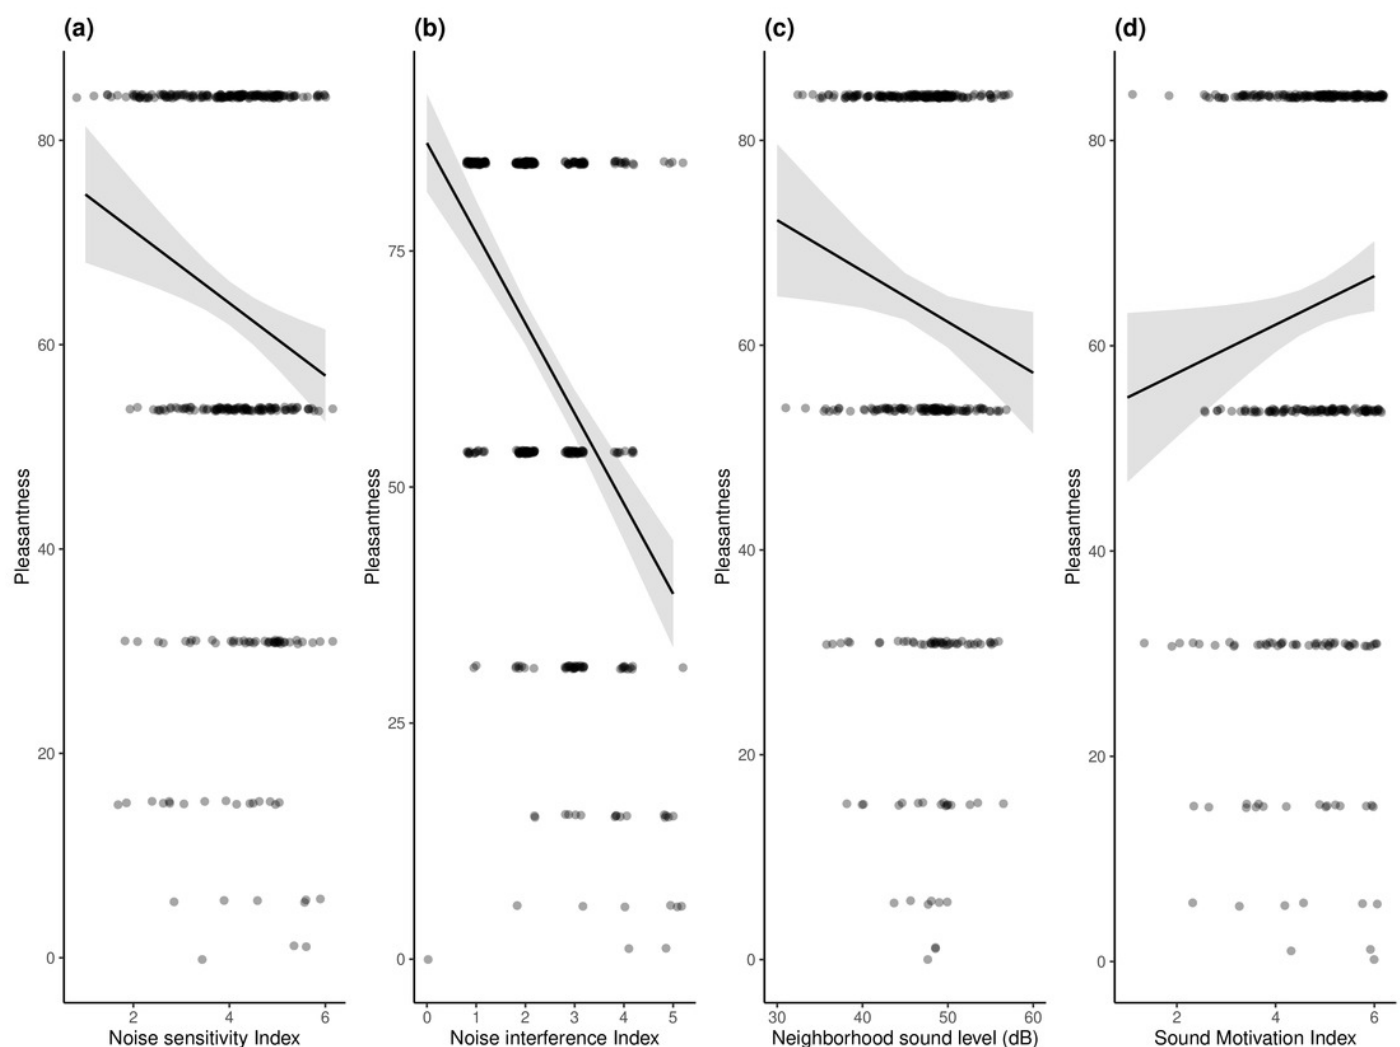 (a)
Pleasantness
80
60
40
20
0
2
4
6
Noise sensitivity Index
(b)
Pleasantness
75
50
25
0
0
1
2
3
4
5
Noise interference Index
(c)
Pleasantness
80
60
40
20
0
30
40
50
60
Neighborhood sound level (dB)
(d)
Pleasantness
80
60
40
20
0
2
4
6
Sound Motivation Index